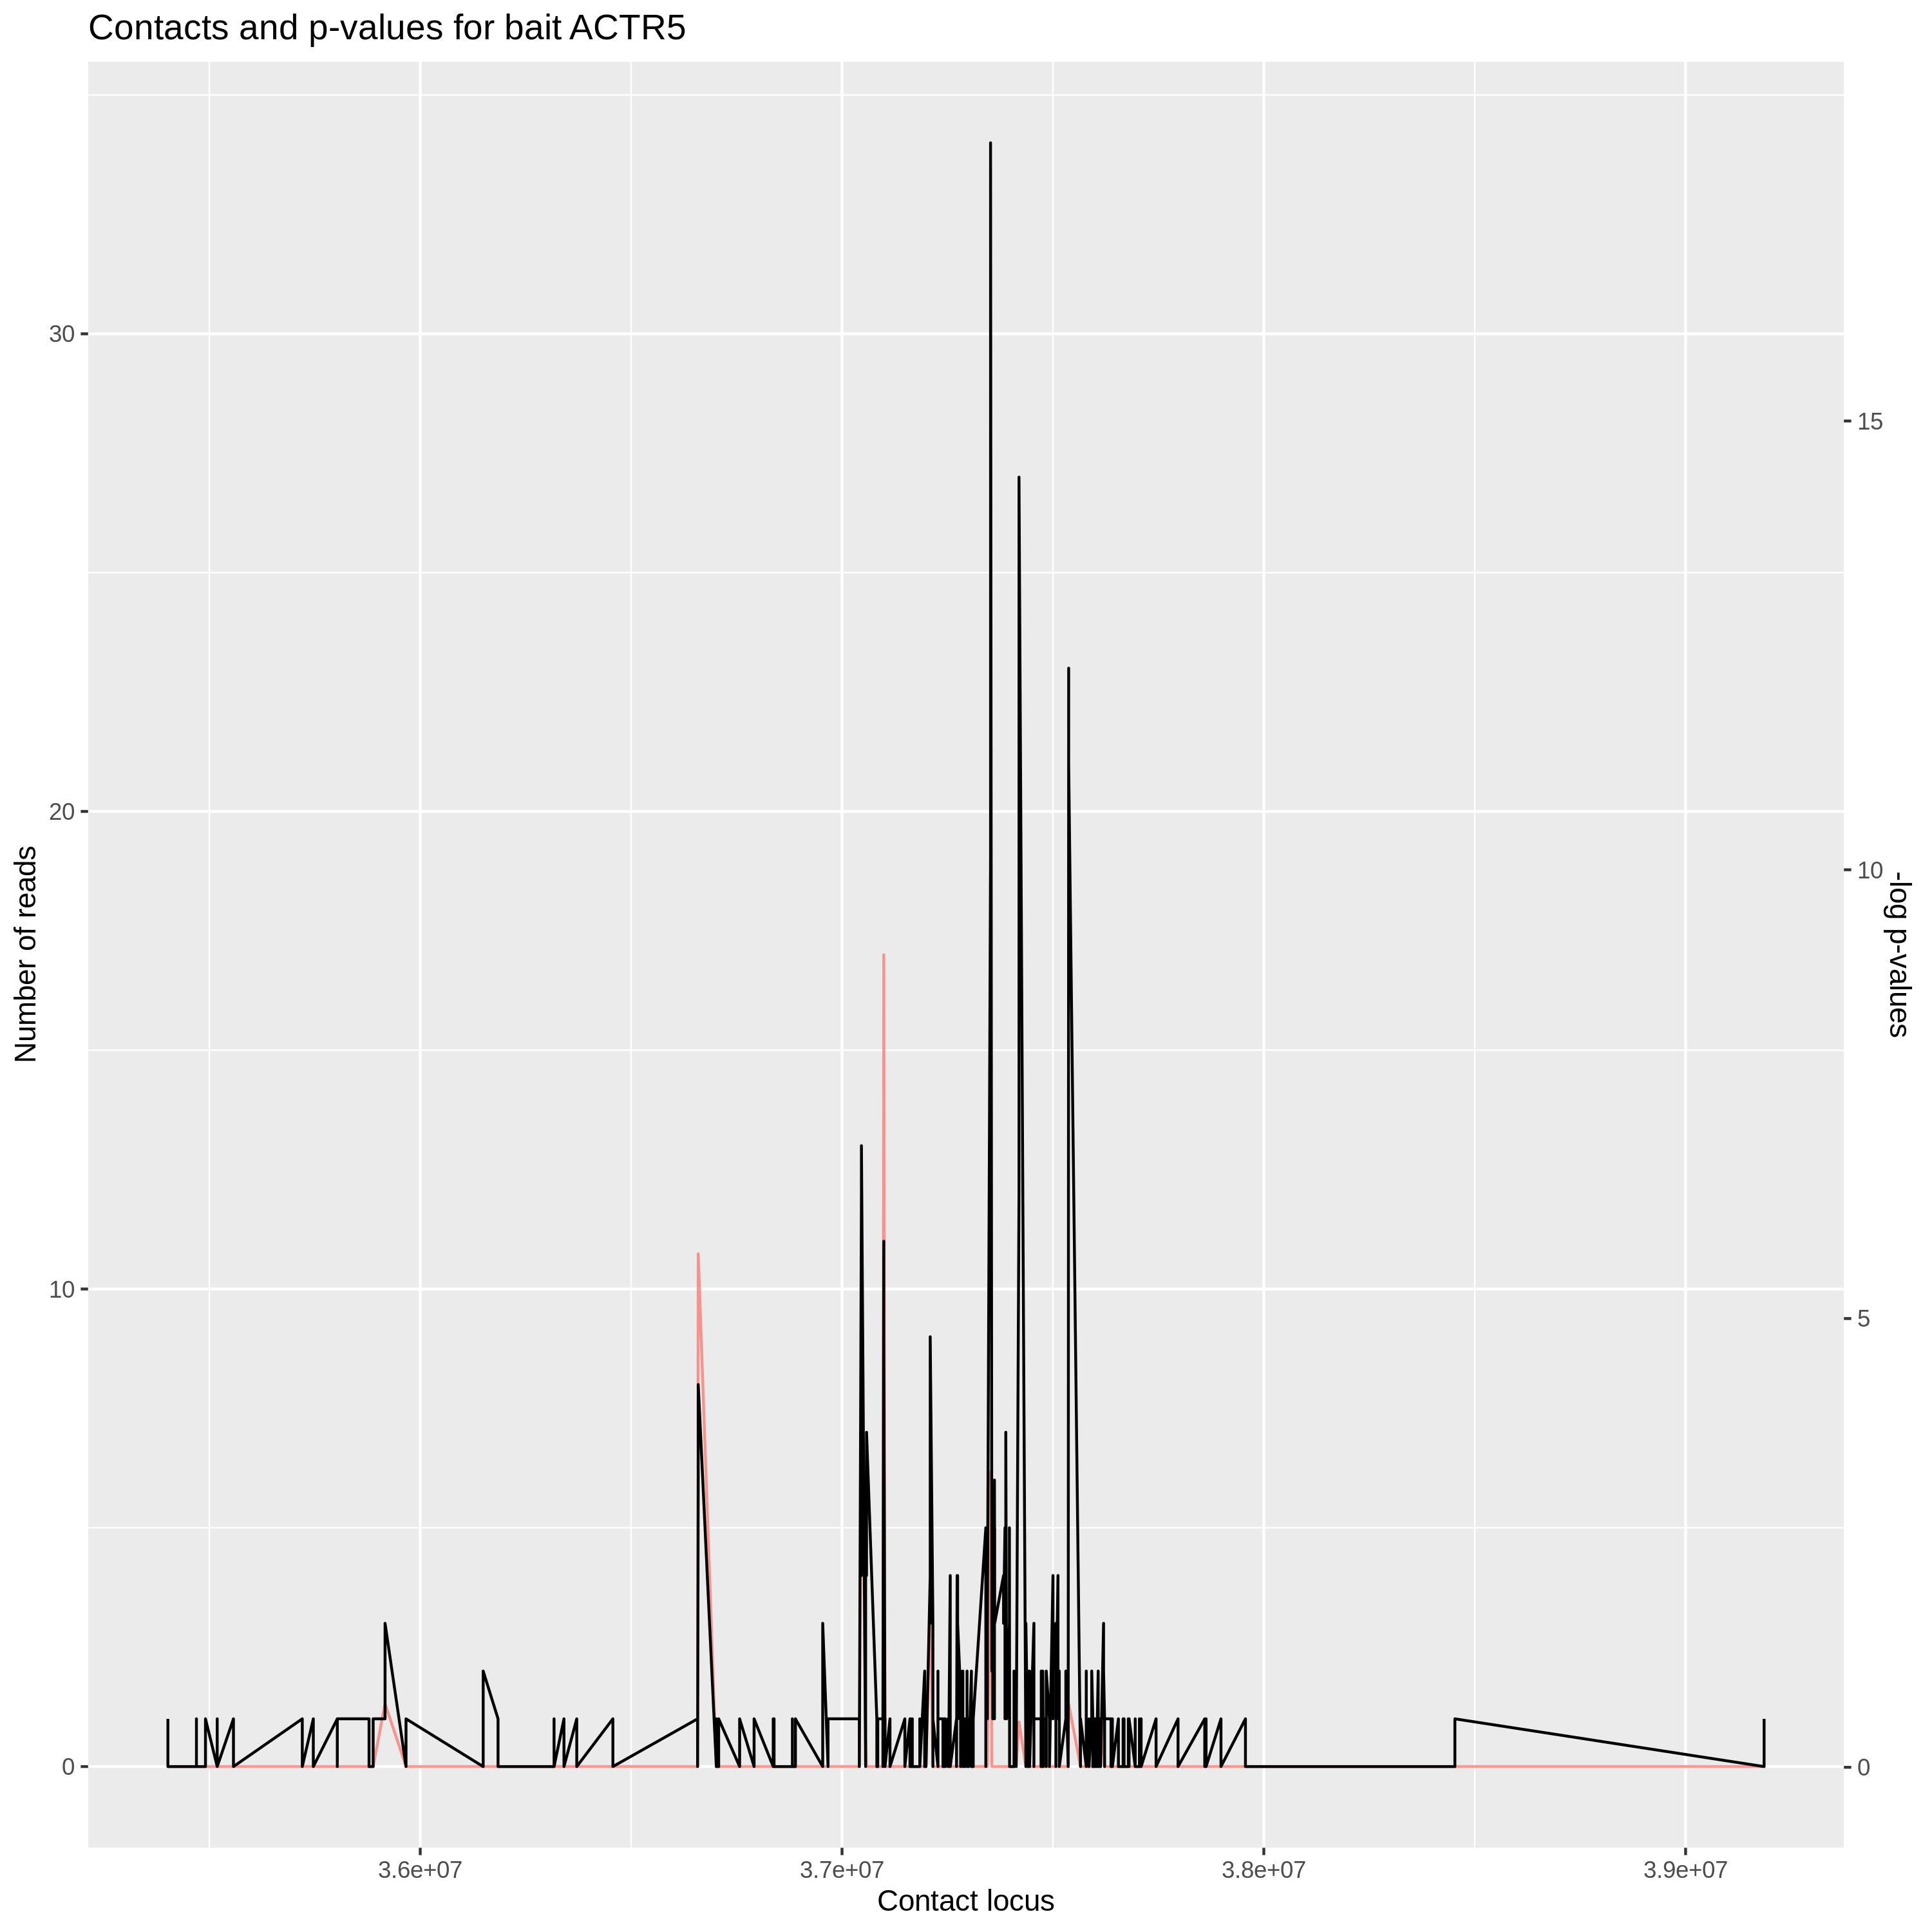 Contacts and p-values for bait ACTR5
30
20
10
0
Number of reads
15
10
5
0
-log p-values
3.6e+07
3.7e+07
3.8e+07
3.9e+07
Contact locus